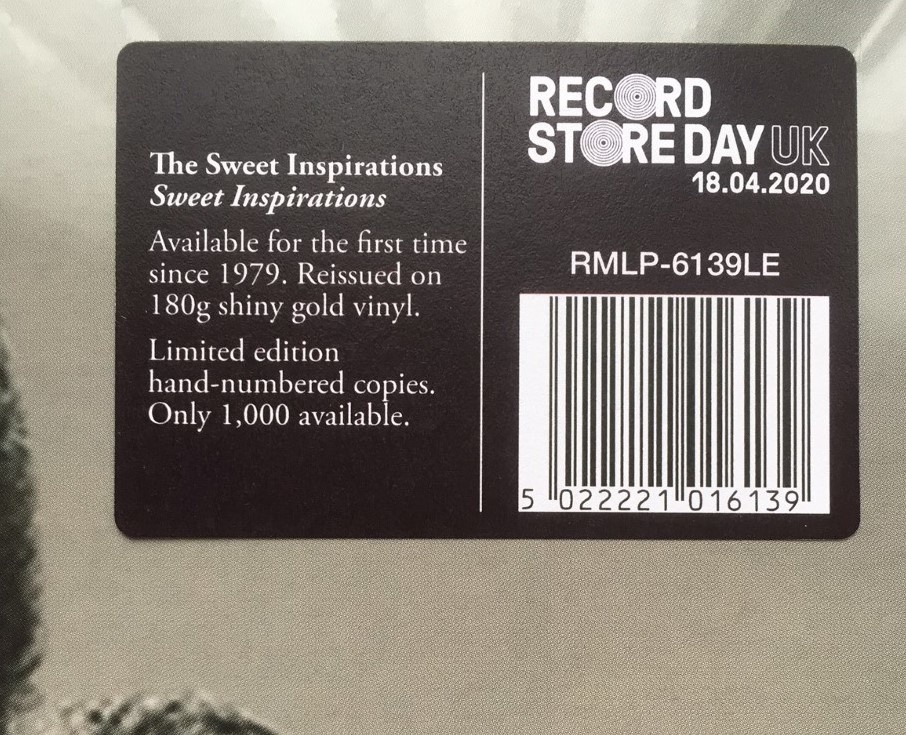 The Sweet Inspirations
Sweet Inspirations
Available for the first time
since 1979. Reissued on
180g shiny gold vinyl.
Limited edition
hand-numbered copies.
Only 1,000 available.
RECORD
STORE DAY UK
18.04.2020
RMLP-6139LE
5 022221 016139